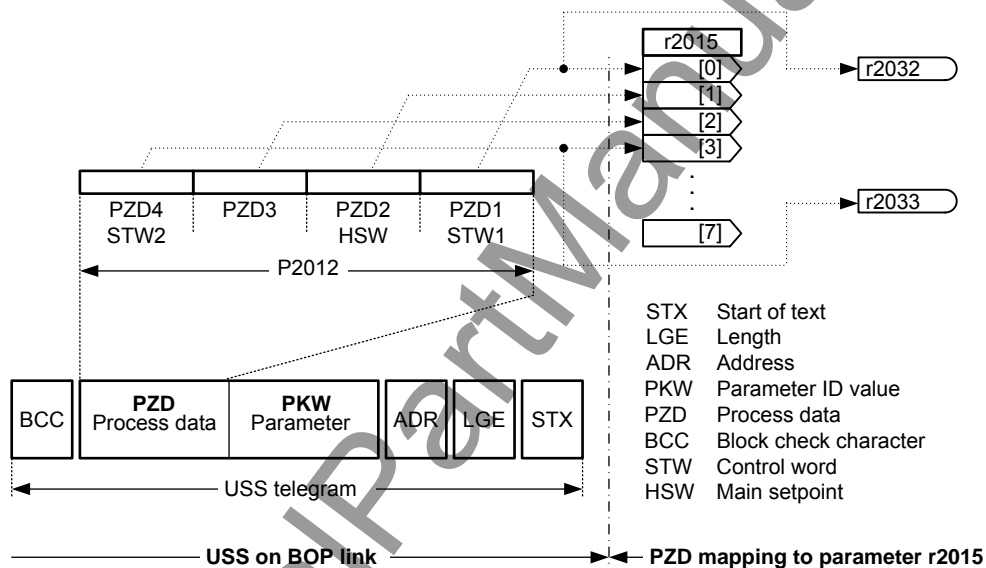 r2015
[0]
[1]
[2]
[3]
[7]
r2032
r2033
PZD4 PZD3 PZD2 PZD1
STW2 HSW STW1
P2012
STX Start of text
LGE Length
ADR Address
PKW Parameter ID value
PZD Process data
BCC Block check character
STW Control word
HSW Main setpoint
BCC PZD Process data PKW Parameter ADR LGE STX
USS telegram
USS on BOP link PZD mapping to parameter r2015